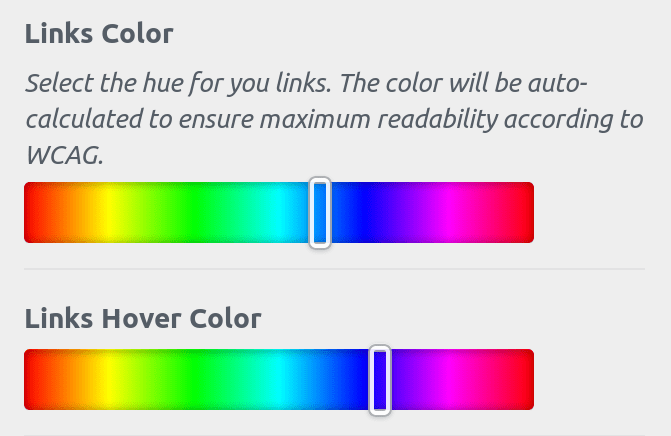 Links Color
Select the hue for you links. The color will be auto-
calculated to ensure maximum readability according to
WCAG.
Links Hover Color